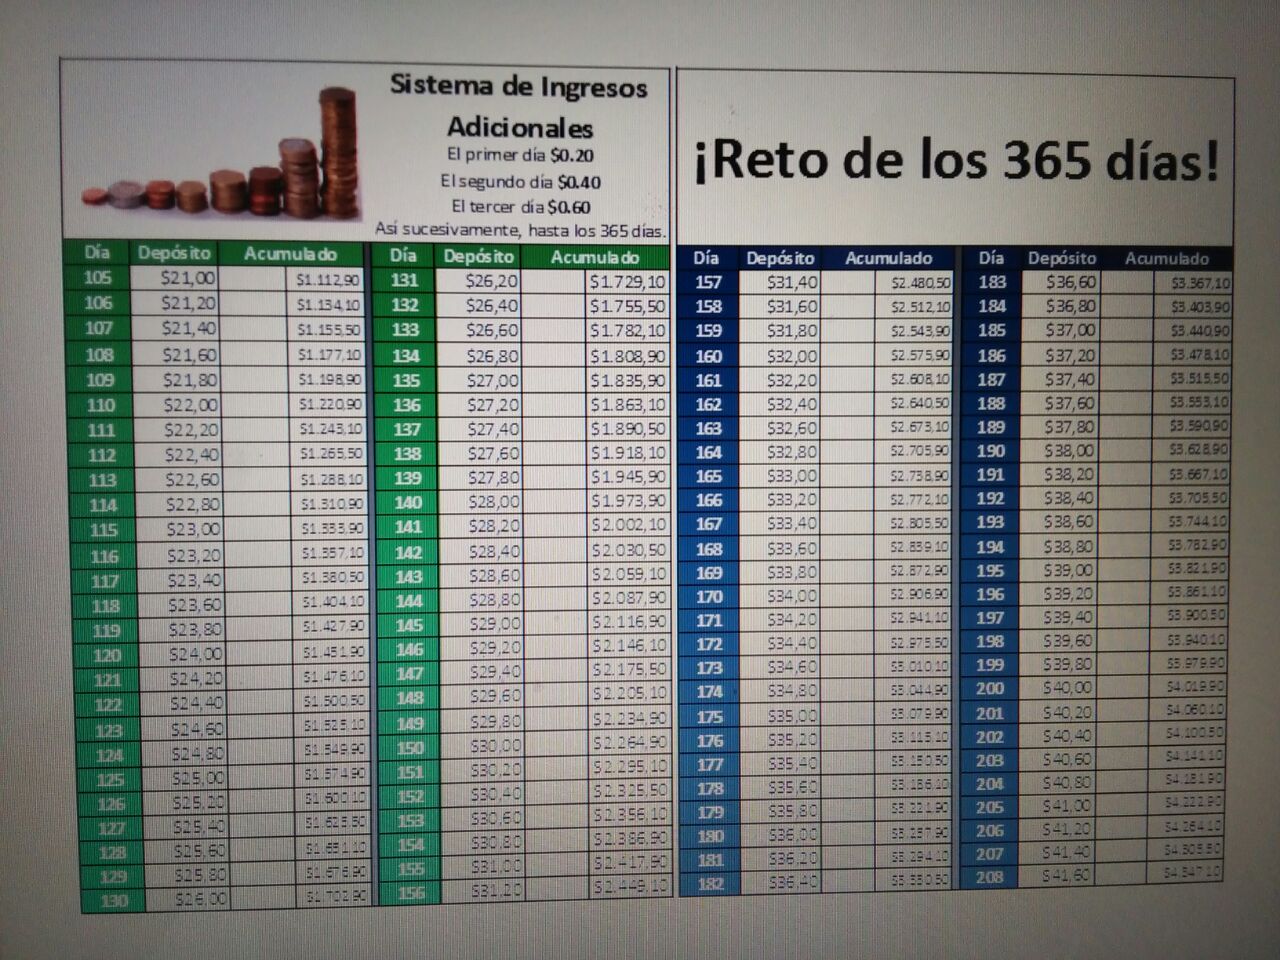 Sistema de Ingresos
Adicionales
El primer día $0.20
El segundo día $0.40
El tercer día $0.60
Así sucesivamente, hasta los 365 días.
¡Reto de los 365 días!
Día Depósito Acumulado Día Depósito Acumulado Día Depósito Acumulado Día Depósito Acumulado
105 $21,00 $1.112,90 131 $26,20 $1.729,10 157 $31,40 $2.480,50 183 $36,60 $3.367,10
106 $21,20 $1.134,10 132 $26,40 $1.755,50 158 $31,60 $2.512,10 184 $36,80 $3.403,90
107 $21,40 $1.155,50 133 $26,60 $1.782,10 159 $31,80 $2.543,90 185 $37,00 $3.440,90
108 $21,60 $1.177,10 134 $26,80 $1.808,90 160 $32,00 $2.575,90 186 $37,20 $3.478,10
109 $21,80 $1.198,90 135 $27,00 $1.835,90 161 $32,20 $2.608,10 187 $37,40 $3.515,50
110 $22,00 $1.220,90 136 $27,20 $1.863,10 162 $32,40 $2.640,50 188 $37,60 $3.553,10
111 $22,20 $1.243,10 137 $27,40 $1.890,50 163 $32,60 $2.673,10 189 $37,80 $3.590,90
112 $22,40 $1.265,50 138 $27,60 $1.918,10 164 $32,80 $2.705,90 190 $38,00 $3.628,90
113 $22,60 $1.288,10 139 $27,80 $1.945,90 165 $33,00 $2.738,90 191 $38,20 $3.667,10
114 $22,80 $1.310,90 140 $28,00 $1.973,90 166 $33,20 $2.772,10 192 $38,40 $3.705,50
115 $23,00 $1.333,90 141 $28,20 $2.002,10 167 $33,40 $2.805,50 193 $38,60 $3.744,10
116 $23,20 $1.357,10 142 $28,40 $2.030,50 168 $33,60 $2.839,10 194 $38,80 $3.782,90
117 $23,40 $1.380,50 143 $28,60 $2.059,10 169 $33,80 $2.872,90 195 $39,00 $3.821,90
118 $23,60 $1.404,10 144 $28,80 $2.087,90 170 $34,00 $2.906,90 196 $39,20 $3.861,10
119 $23,80 $1.427,90 145 $29,00 $2.116,90 171 $34,20 $2.941,10 197 $39,40 $3.900,50
120 $24,00 $1.451,90 146 $29,20 $2.146,10 172 $34,40 $2.975,50 198 $39,60 $3.940,10
121 $24,20 $1.476,10 147 $29,40 $2.175,50 173 $34,60 $3.010,10 199 $39,80 $3.979,90
122 $24,40 $1.500,50 148 $29,60 $2.205,10 174 $34,80 $3.044,90 200 $40,00 $4.019,90
123 $24,60 $1.525,10 149 $29,80 $2.234,90 175 $35,00 $3.079,90 201 $40,20 $4.060,10
124 $24,80 $1.549,90 150 $30,00 $2.264,90 176 $35,20 $3.115,10 202 $40,40 $4.100,50
125 $25,00 $1.574,90 151 $30,20 $2.295,10 177 $35,40 $3.150,50 203 $40,60 $4.141,10
126 $25,20 $1.600,10 152 $30,40 $2.325,50 178 $35,60 $3.186,10 204 $40,80 $4.181,90
127 $25,40 $1.625,50 153 $30,60 $2.356,10 179 $35,80 $3.221,90 205 $41,00 $4.222,90
128 $25,60 $1.651,10 154 $30,80 $2.386,90 180 $36,00 $3.257,90 206 $41,20 $4.264,10
129 $25,80 $1.676,90 155 $31,00 $2.417,90 181 $36,20 $3.294,10 207 $41,40 $4.305,50
130 $26,00 $1.702,90 156 $31,20 $2.449,10 182 $36,40 $3.330,50 208 $41,60 $4.347,10